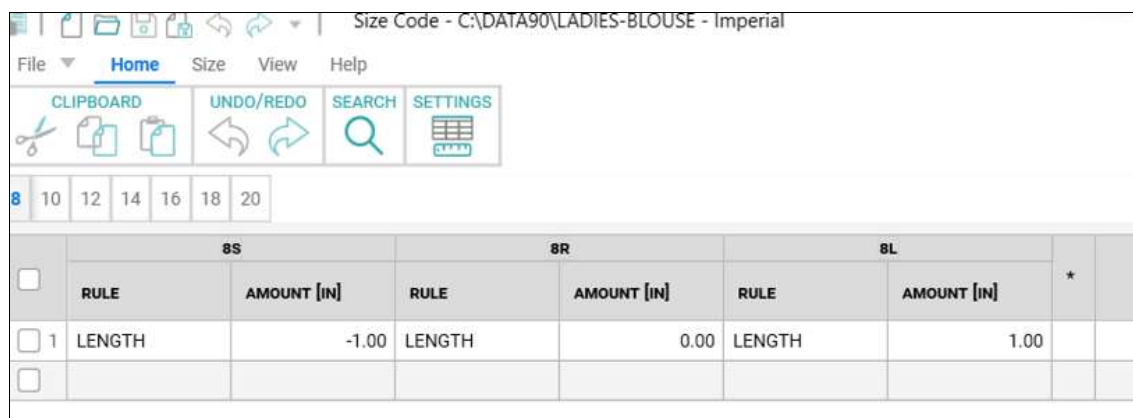 Size Code - C:\DATA90\LADIES-BLOUSE - Imperial
File Home Size View Help
CLIPBOARD UNDO/REDO SEARCH SETTINGS
8 10 12 14 16 18 20
8S 8R 8L
RULE AMOUNT [IN] RULE AMOUNT [IN] RULE AMOUNT [IN] *
1 LENGTH -1.00 LENGTH 0.00 LENGTH 1.00